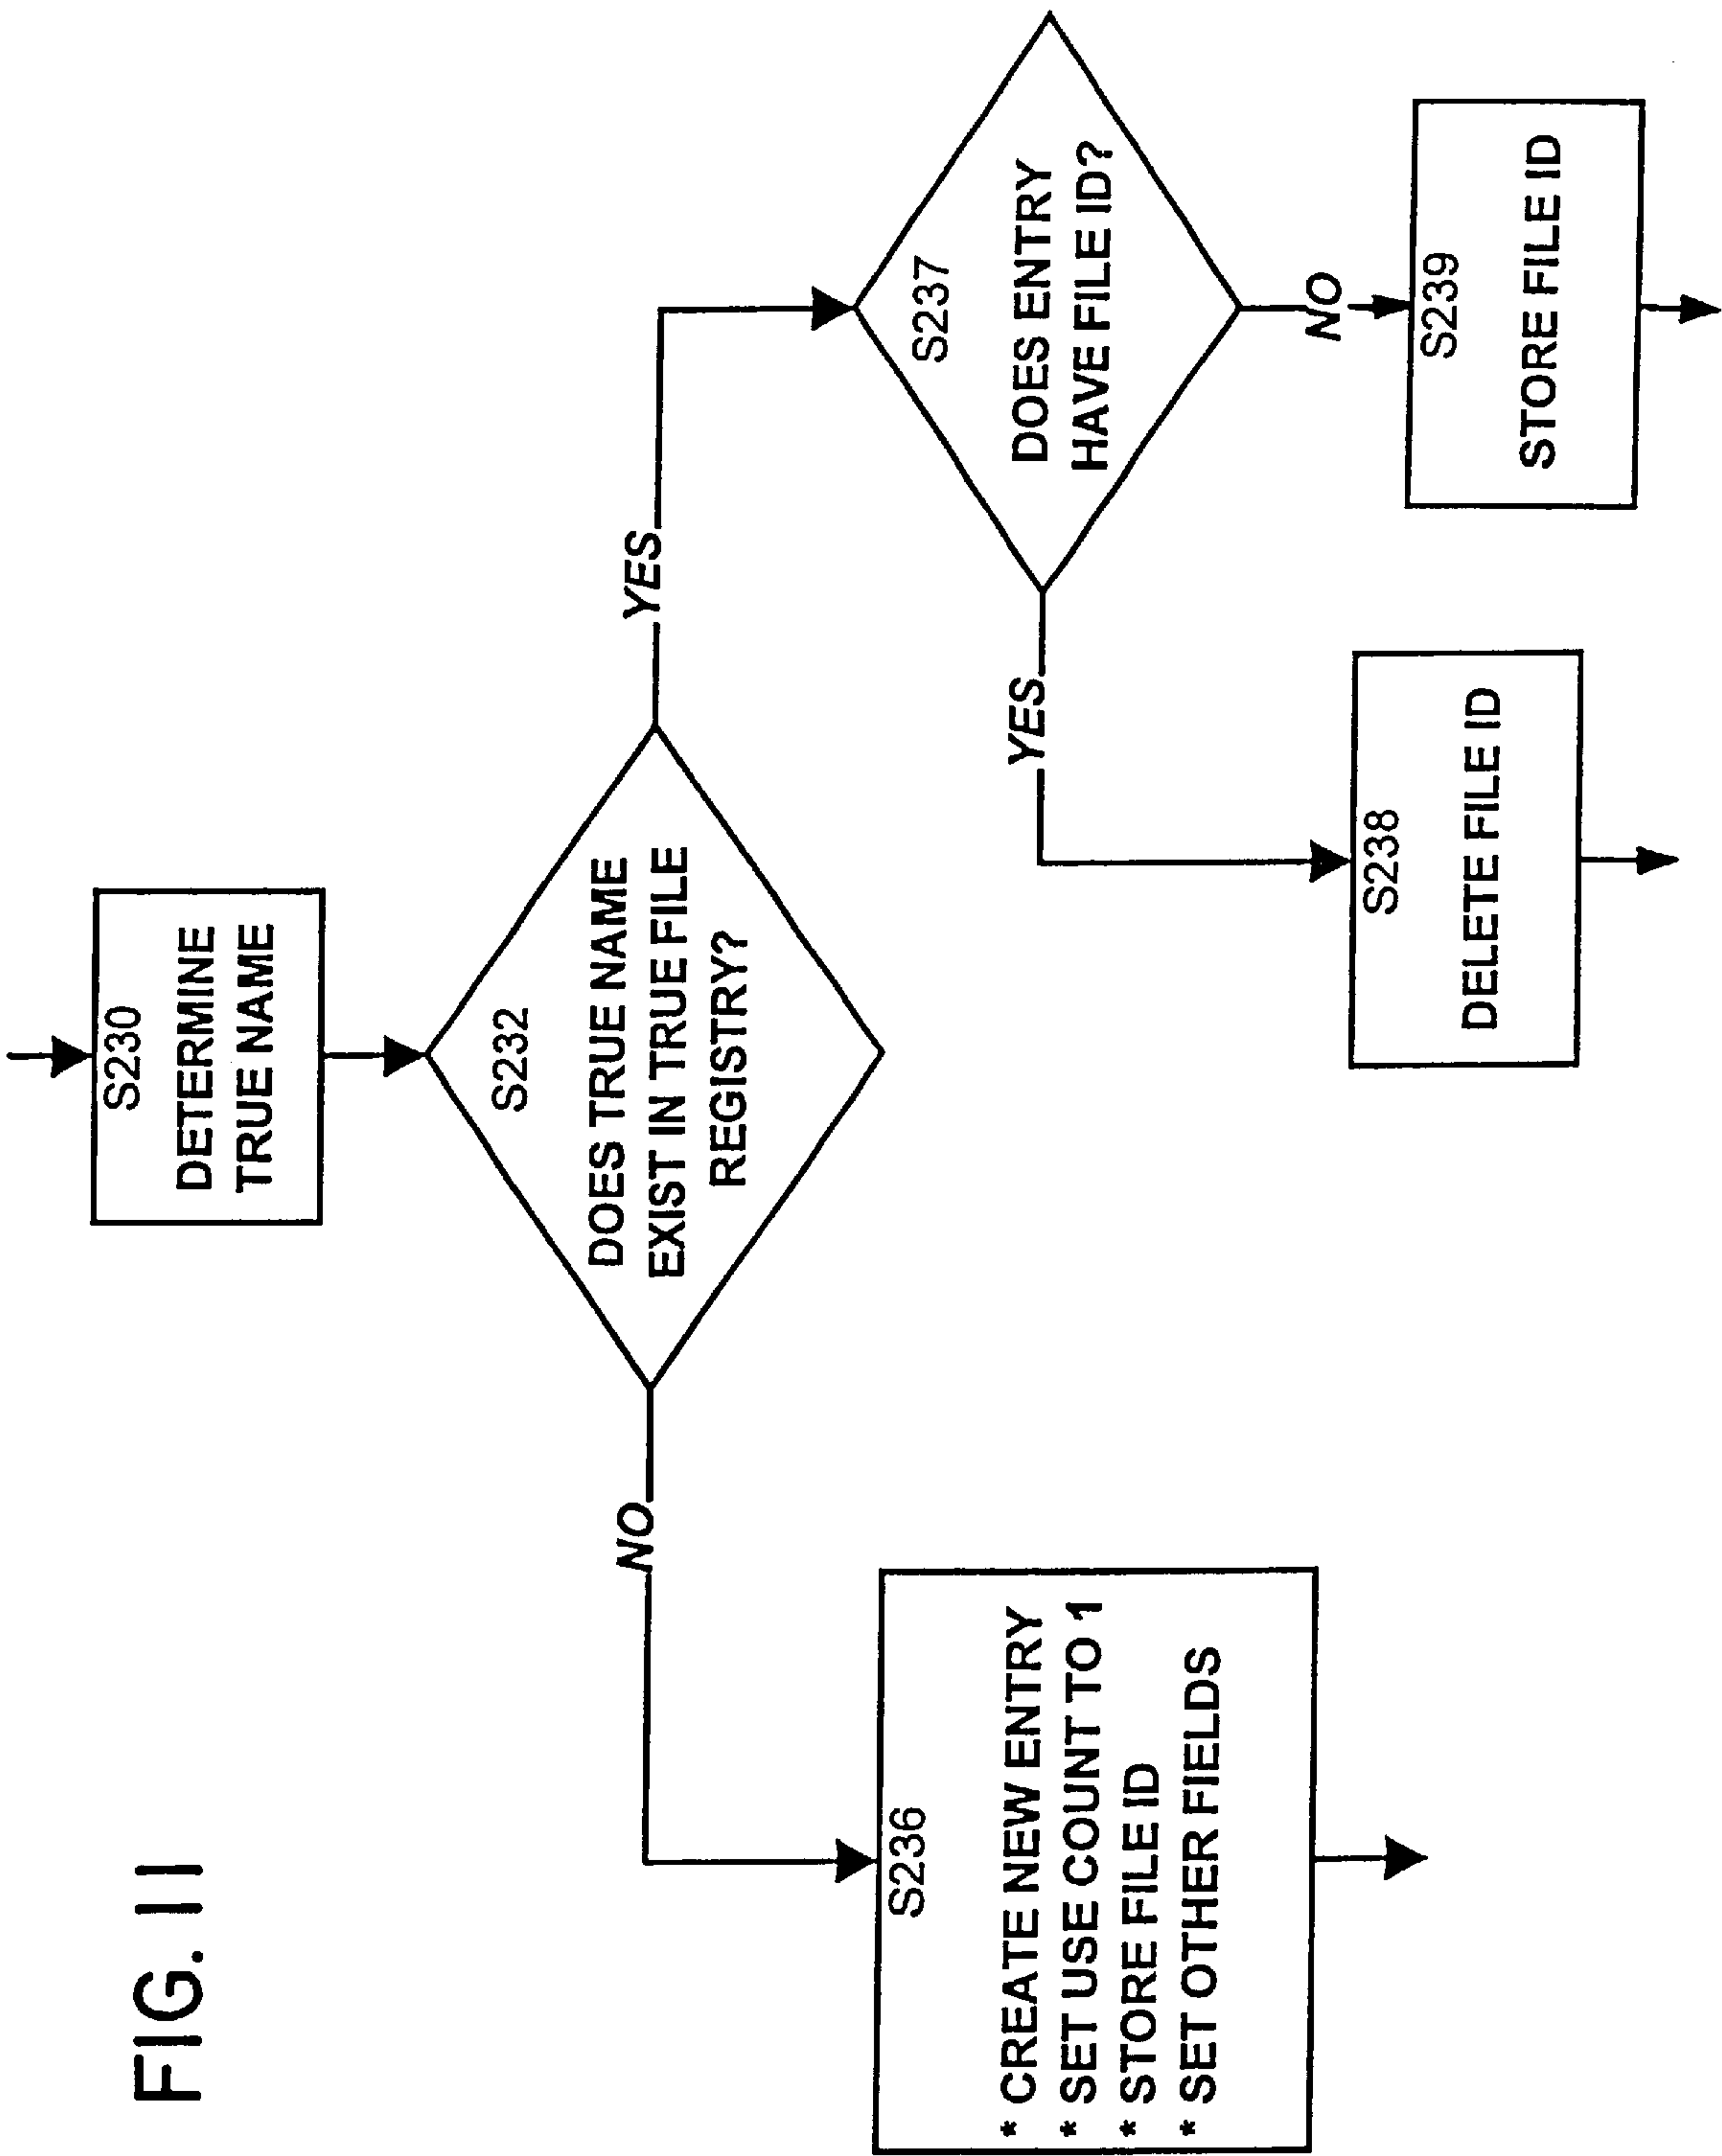 FIG. 11
S230
DETERMINE
TRUE NAME
S232
DOES TRUE NAME
EXIST IN TRUE FILE
REGISTRY?
NO
YES
S236
* CREATE NEW ENTRY
* SET USE COUNT TO 1
* STORE FILE ID
* SET OTHER FIELDS
S237
DOES ENTRY
HAVE FILE ID?
YES
NO
S238
DELETE FILE ID
S239
STORE FILE ID